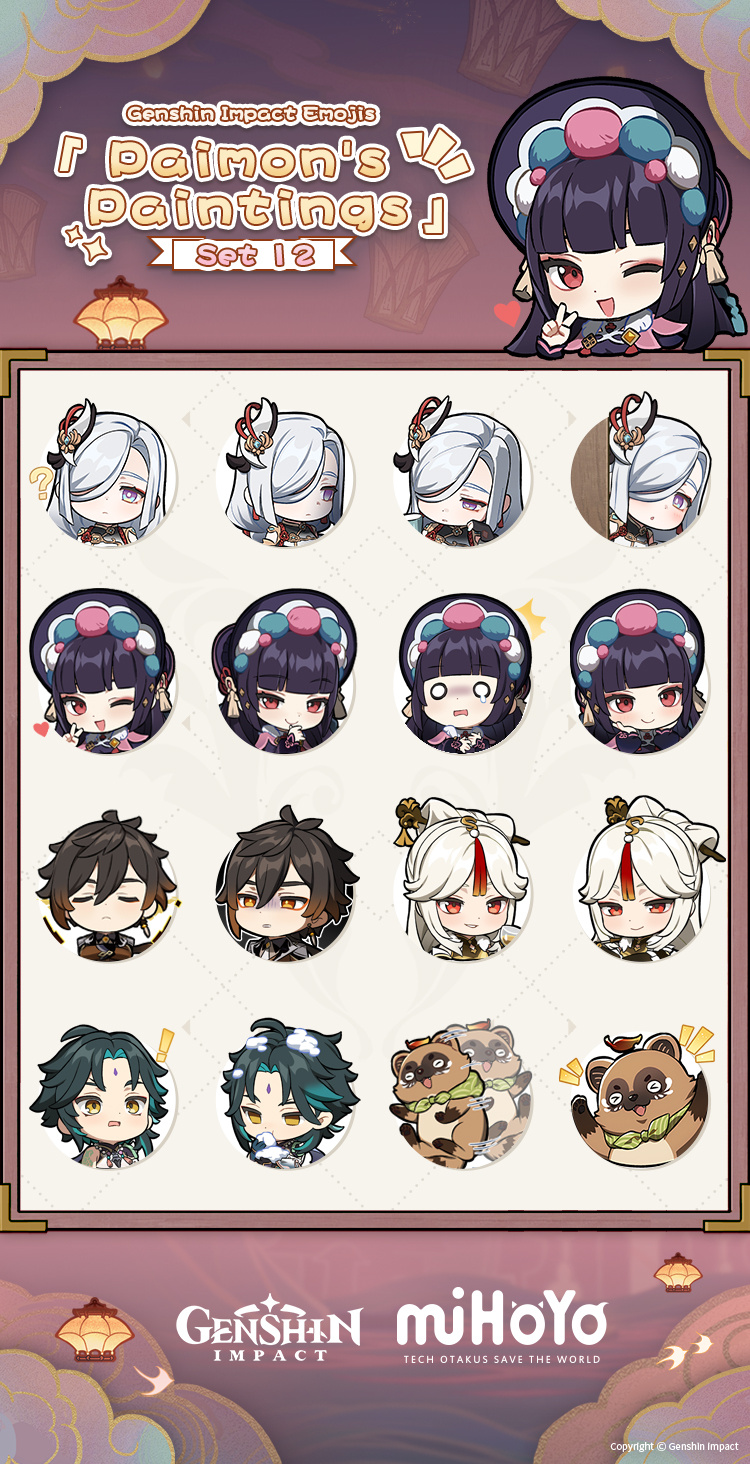 Genshin Impact Emojis
「 Paimon's
Paintings 」
Set 12
?
!
GENSHIN
IMPACT
miHoYo
TECH OTAKUS SAVE THE WORLD
Copyright © Genshin Impact